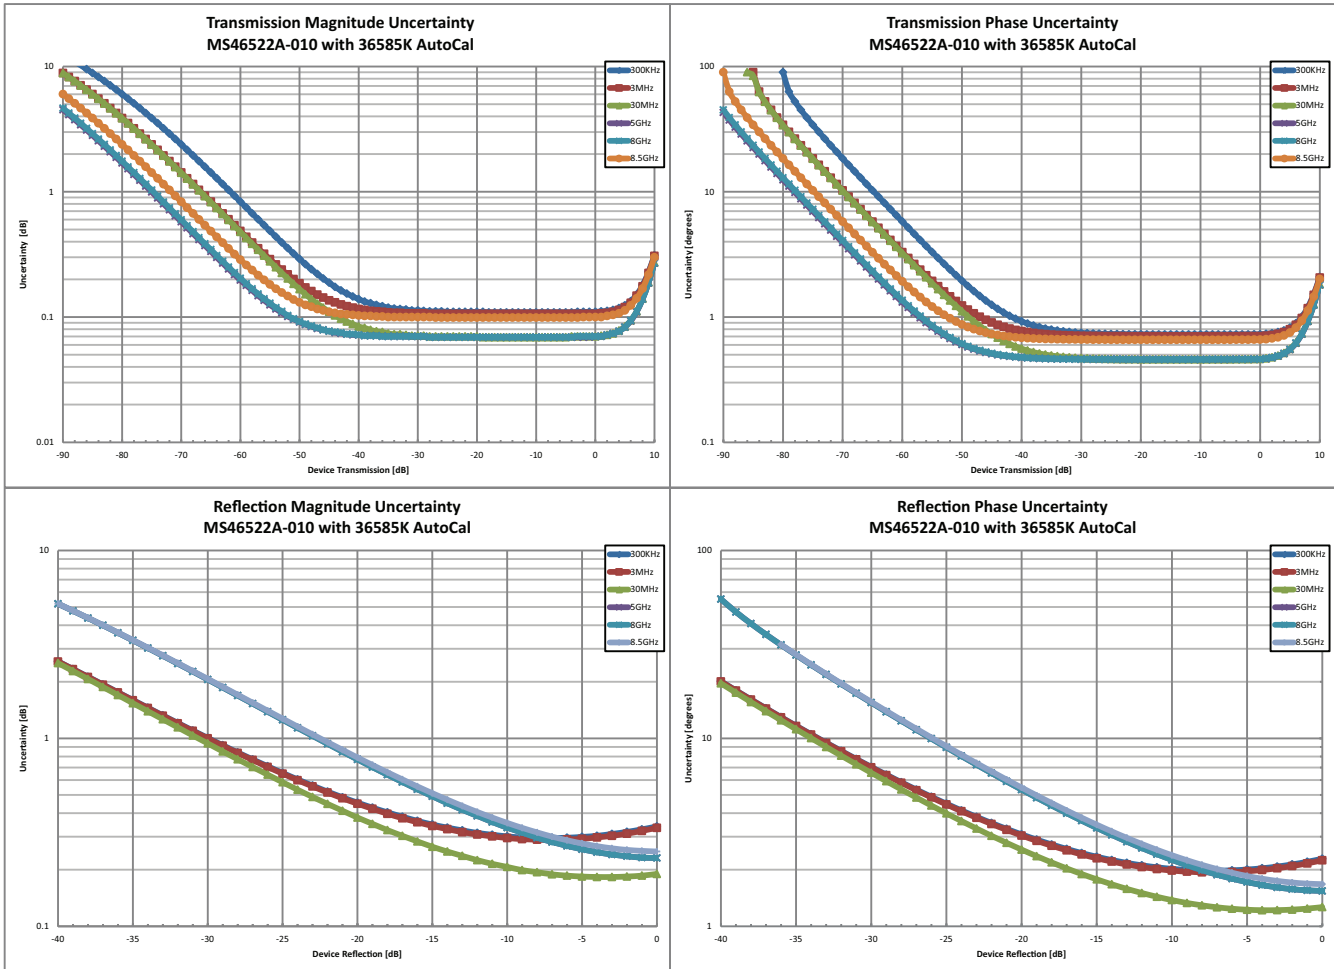 Transmission Magnitude Uncertainty
MS46522A-010 with 36585K AutoCal
10
1
0.1
0.01
Uncertainty [dB]
-90
-80
-70
-60
-50
-40
-30
-20
-10
0
10
Device Transmission [dB]
300KHz
3MHz
30MHz
5GHz
8GHz
8.5GHz
Transmission Phase Uncertainty
MS46522A-010 with 36585K AutoCal
100
10
1
0.1
Uncertainty [degrees]
-90
-80
-70
-60
-50
-40
-30
-20
-10
0
10
Device Transmission [dB]
300KHz
3MHz
30MHz
5GHz
8GHz
8.5GHz
Reflection Magnitude Uncertainty
MS46522A-010 with 36585K AutoCal
10
1
0.1
Uncertainty [dB]
-40
-35
-30
-25
-20
-15
-10
-5
0
Device Reflection [dB]
300KHz
3MHz
30MHz
5GHz
8GHz
8.5GHz
Reflection Phase Uncertainty
MS46522A-010 with 36585K AutoCal
100
10
1
Uncertainty [degrees]
-40
-35
-30
-25
-20
-15
-10
-5
0
Device Reflection [dB]
300KHz
3MHz
30MHz
5GHz
8GHz
8.5GHz